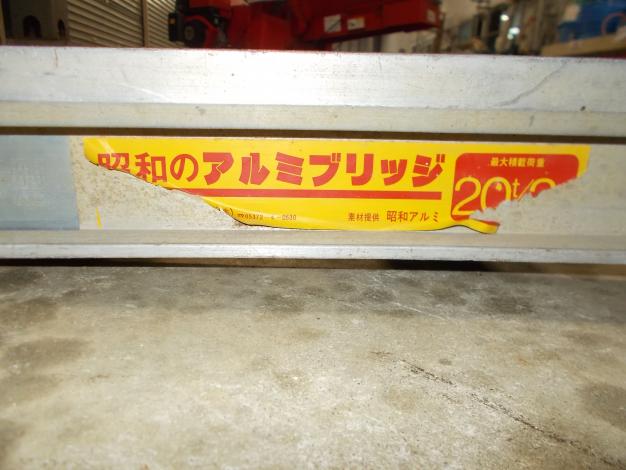 昭和のアルミブリッジ
最大積載荷重
20t
素材提供 昭和アルミ